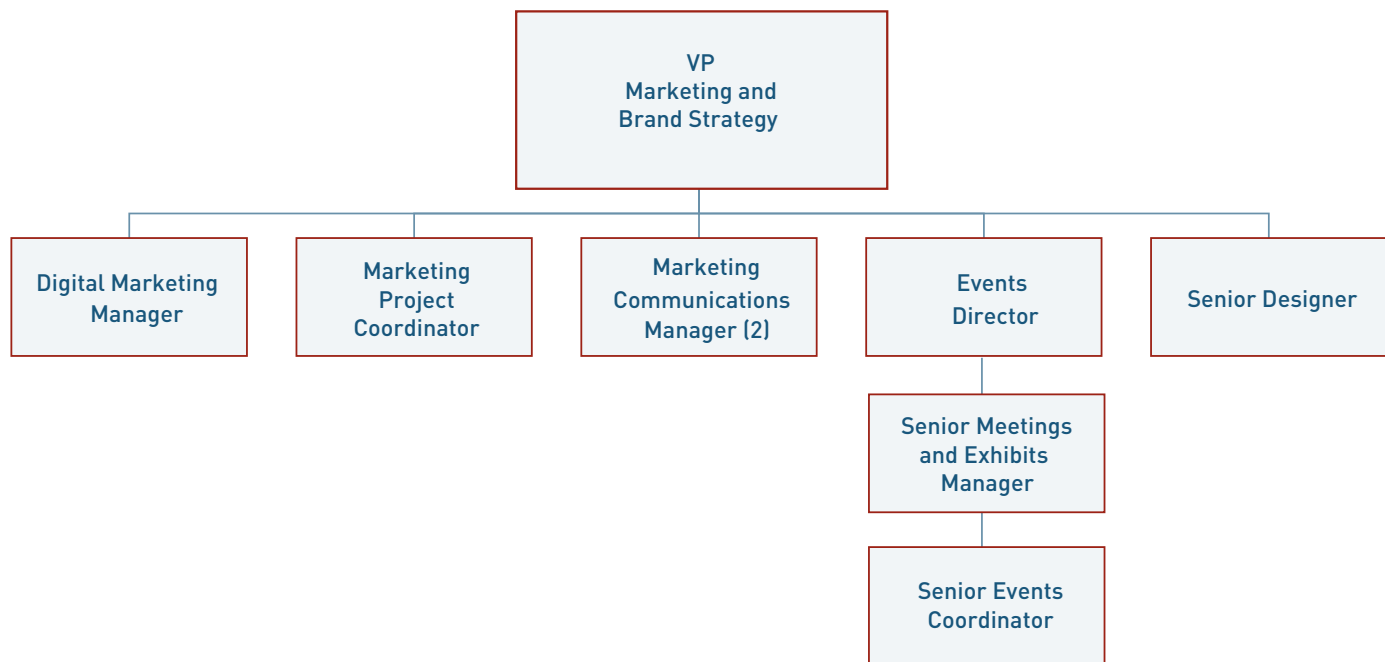 VP
Marketing and
Brand Strategy
Digital Marketing
Manager
Marketing
Project
Coordinator
Marketing
Communications
Manager (2)
Events
Director
Senior Designer
Senior Meetings
and Exhibits
Manager
Senior Events
Coordinator